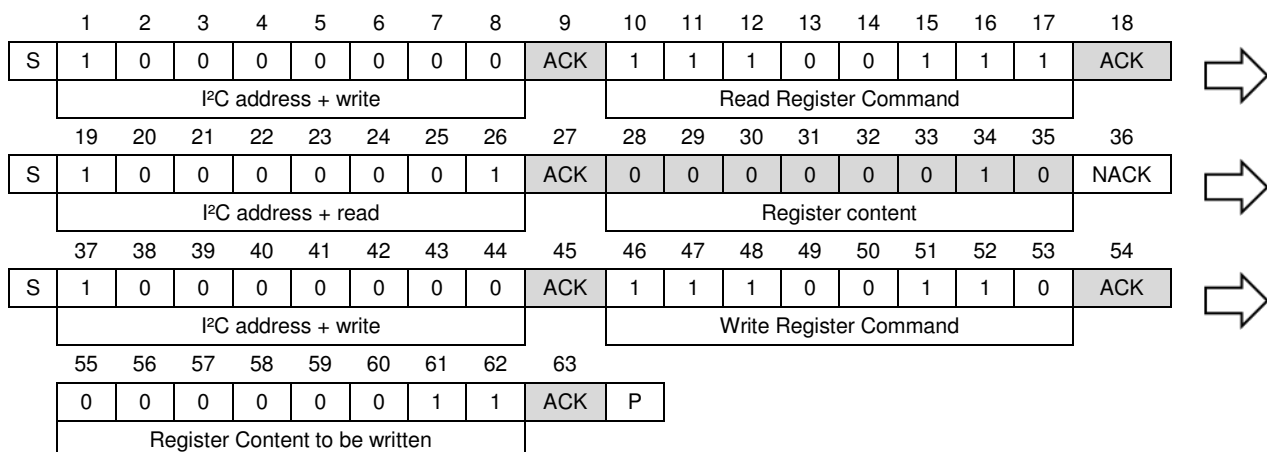 1 2 3 4 5 6 7 8 9 10 11 12 13 14 15 16 17 18
S 1 0 0 0 0 0 0 0 ACK 1 1 1 0 0 1 1 1 ACK
I²C address + write Read Register Command
19 20 21 22 23 24 25 26 27 28 29 30 31 32 33 34 35 36
S 1 0 0 0 0 0 0 1 ACK 0 0 0 0 0 0 1 0 NACK
I²C address + read Register content
37 38 39 40 41 42 43 44 45 46 47 48 49 50 51 52 53 54
S 1 0 0 0 0 0 0 0 ACK 1 1 1 0 0 1 1 0 ACK
I²C address + write Write Register Command
55 56 57 58 59 60 61 62 63
0 0 0 0 0 0 1 1 ACK P
Register Content to be written